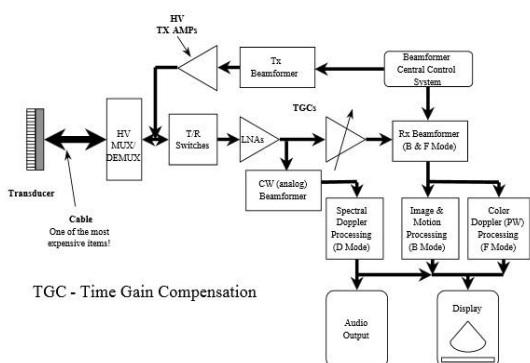 HV
TX AMPs
Tx
Beamformer
Beamformer
Central Control
System
TGCs
HV
MUX/
DEMUX
T/R
Switches
LNAs
Rx Beamformer
(B & F Mode)
Transducer
CW (analog)
Beamformer
Cable
One of the most
expensive items!
Spectral
Doppler
Processing
(D Mode)
Image &
Motion
Processing
(B Mode)
Color
Doppler (PW)
Processing
(F Mode)
TGC - Time Gain Compensation
Audio
Output
Display